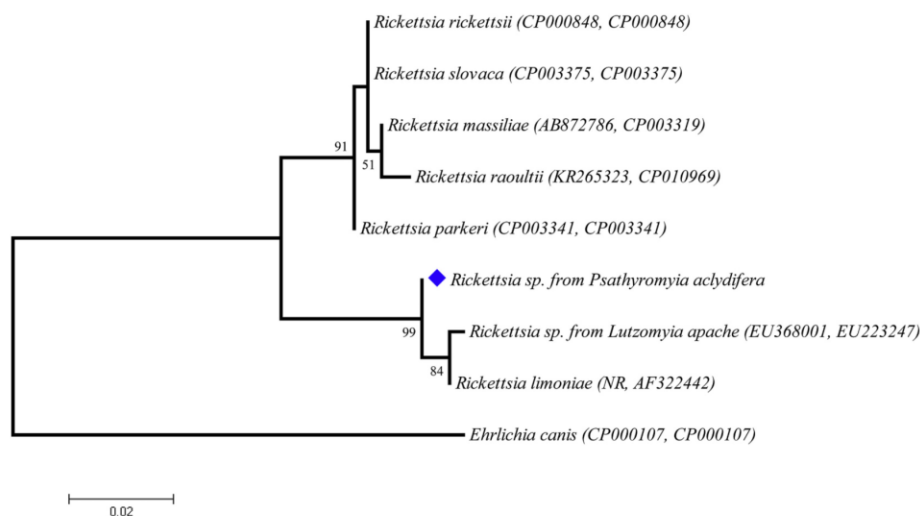 Rickettsia rickettsii (CP000848, CP000848)
Rickettsia slovaca (CP003375, CP003375)
Rickettsia massiliae (AB872786, CP003319)
91
51
Rickettsia raoultii (KR265323, CP010969)
Rickettsia parkeri (CP003341, CP003341)
Rickettsia sp. from Psathyromyia aclydifera
99
Rickettsia sp. from Lutzomyia apache (EU368001, EU223247)
84
Rickettsia limoniae (NR, AF322442)
Ehrlichia canis (CP000107, CP000107)
0.02